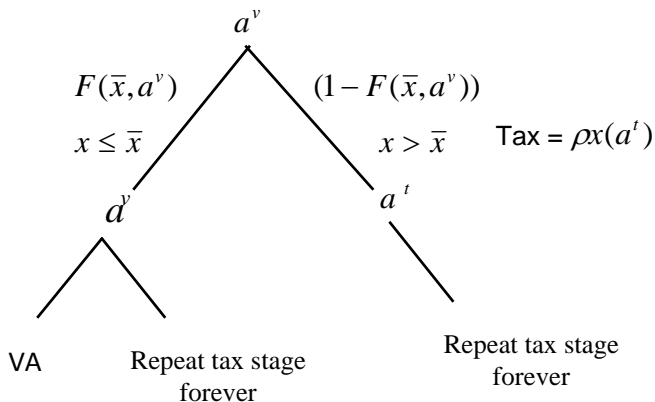 a^v
F(x̄, a^v) (1 − F(x̄, a^v))
x ≤ x̄ x > x̄ Tax = ρx(a^t)
a^v a^t
VA Repeat tax stage Repeat tax stage
forever forever